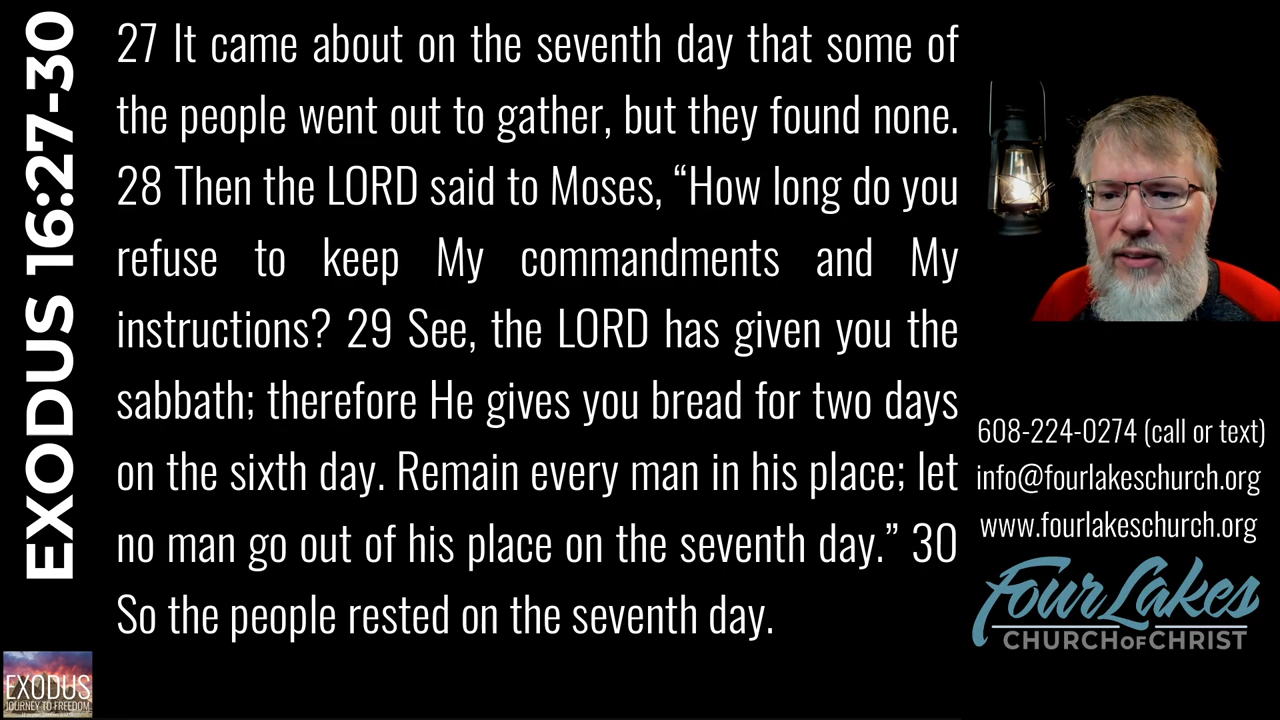 EXODUS 16:27-30
27 It came about on the seventh day that some of
the people went out to gather, but they found none.
28 Then the LORD said to Moses, “How long do you
refuse to keep My commandments and My
instructions? 29 See, the LORD has given you the
sabbath; therefore He gives you bread for two days
on the sixth day. Remain every man in his place; let
no man go out of his place on the seventh day.” 30
So the people rested on the seventh day.
608-224-0274 (call or text)
info@fourlakeschurch.org
www.fourlakeschurch.org
Four Lakes
CHURCH OF CHRIST
EXODUS
JOURNEY TO FREEDOM